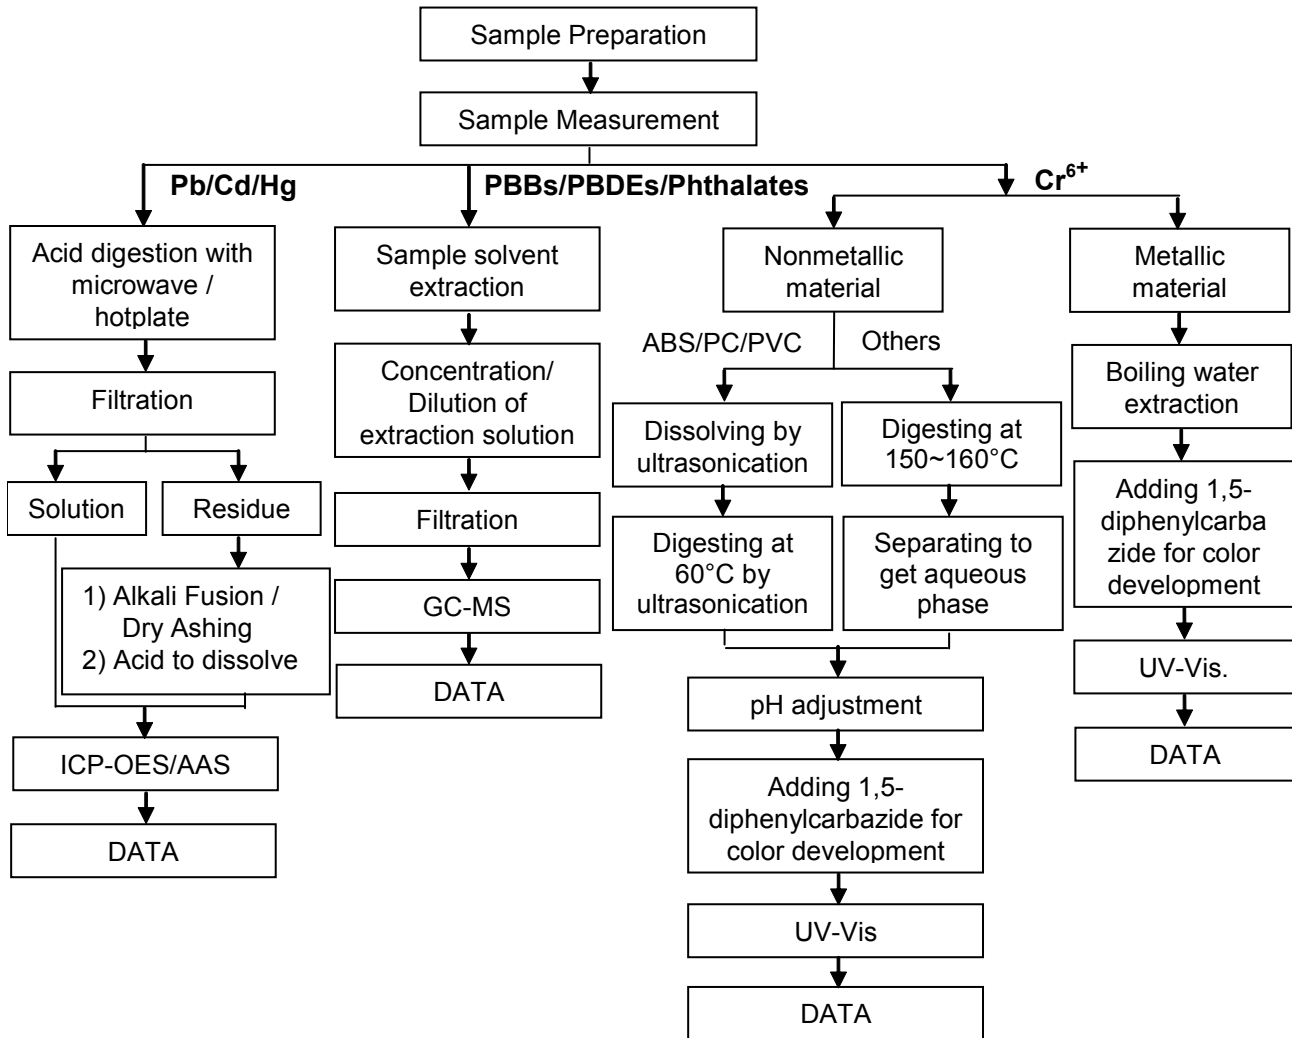 Sample Preparation
Sample Measurement
Pb/Cd/Hg
PBBs/PBDEs/Phthalates
Cr⁶⁺
Acid digestion with
microwave /
hotplate
Filtration
Solution
Residue
1) Alkali Fusion /
Dry Ashing
2) Acid to dissolve
ICP-OES/AAS
DATA
Sample solvent
extraction
Concentration/
Dilution of
extraction solution
Filtration
GC-MS
DATA
Nonmetallic
material
ABS/PC/PVC
Others
Dissolving by
ultrasonication
Digesting at
60°C by
ultrasonication
Digesting at
150~160°C
Separating to
get aqueous
phase
pH adjustment
Adding 1,5-
diphenylcarbazide for
color development
UV-Vis
DATA
Metallic
material
Boiling water
extraction
Adding 1,5-
diphenylcarba
zide for color
development
UV-Vis.
DATA